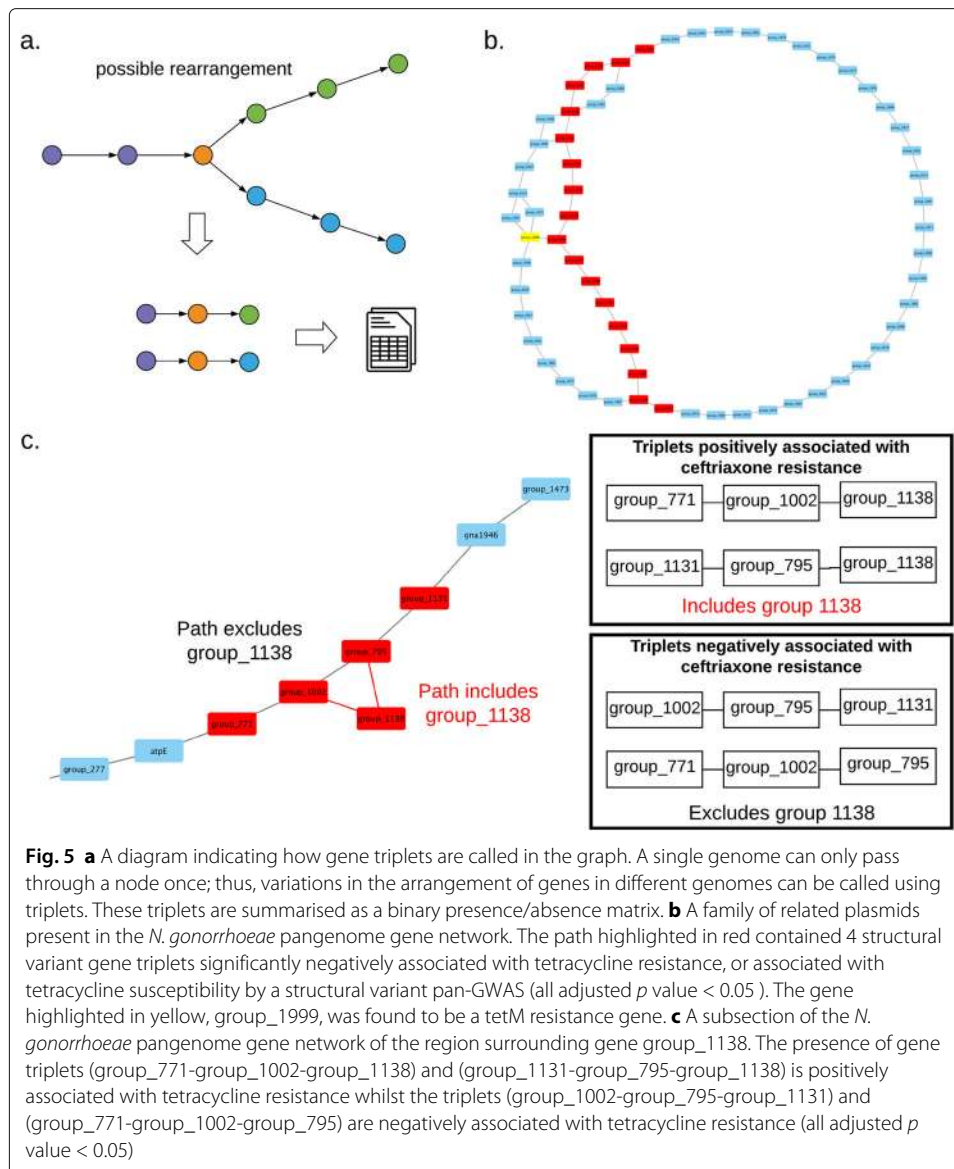 a.
possible rearrangement
b.
c.
group_1473
gna1946
group_1131
group_795
Path excludes
group_1138
group_1002
Path includes
group_1138
group_1138
group_771
atpE
group_277
Triplets positively associated with
ceftriaxone resistance
group_771 group_1002 group_1138
group_1131 group_795 group_1138
Includes group 1138
Triplets negatively associated with
ceftriaxone resistance
group_1002 group_795 group_1131
group_771 group_1002 group_795
Excludes group 1138
Fig. 5 a A diagram indicating how gene triplets are called in the graph. A single genome can only pass
through a node once; thus, variations in the arrangement of genes in different genomes can be called using
triplets. These triplets are summarised as a binary presence/absence matrix. b A family of related plasmids
present in the N. gonorrhoeae pangenome gene network. The path highlighted in red contained 4 structural
variant gene triplets significantly negatively associated with tetracycline resistance, or associated with
tetracycline susceptibility by a structural variant pan-GWAS (all adjusted p value < 0.05 ). The gene
highlighted in yellow, group_1999, was found to be a tetM resistance gene. c A subsection of the N.
gonorrhoeae pangenome gene network of the region surrounding gene group_1138. The presence of gene
triplets (group_771-group_1002-group_1138) and (group_1131-group_795-group_1138) is positively
associated with tetracycline resistance whilst the triplets (group_1002-group_795-group_1131) and
(group_771-group_1002-group_795) are negatively associated with tetracycline resistance (all adjusted p
value < 0.05)